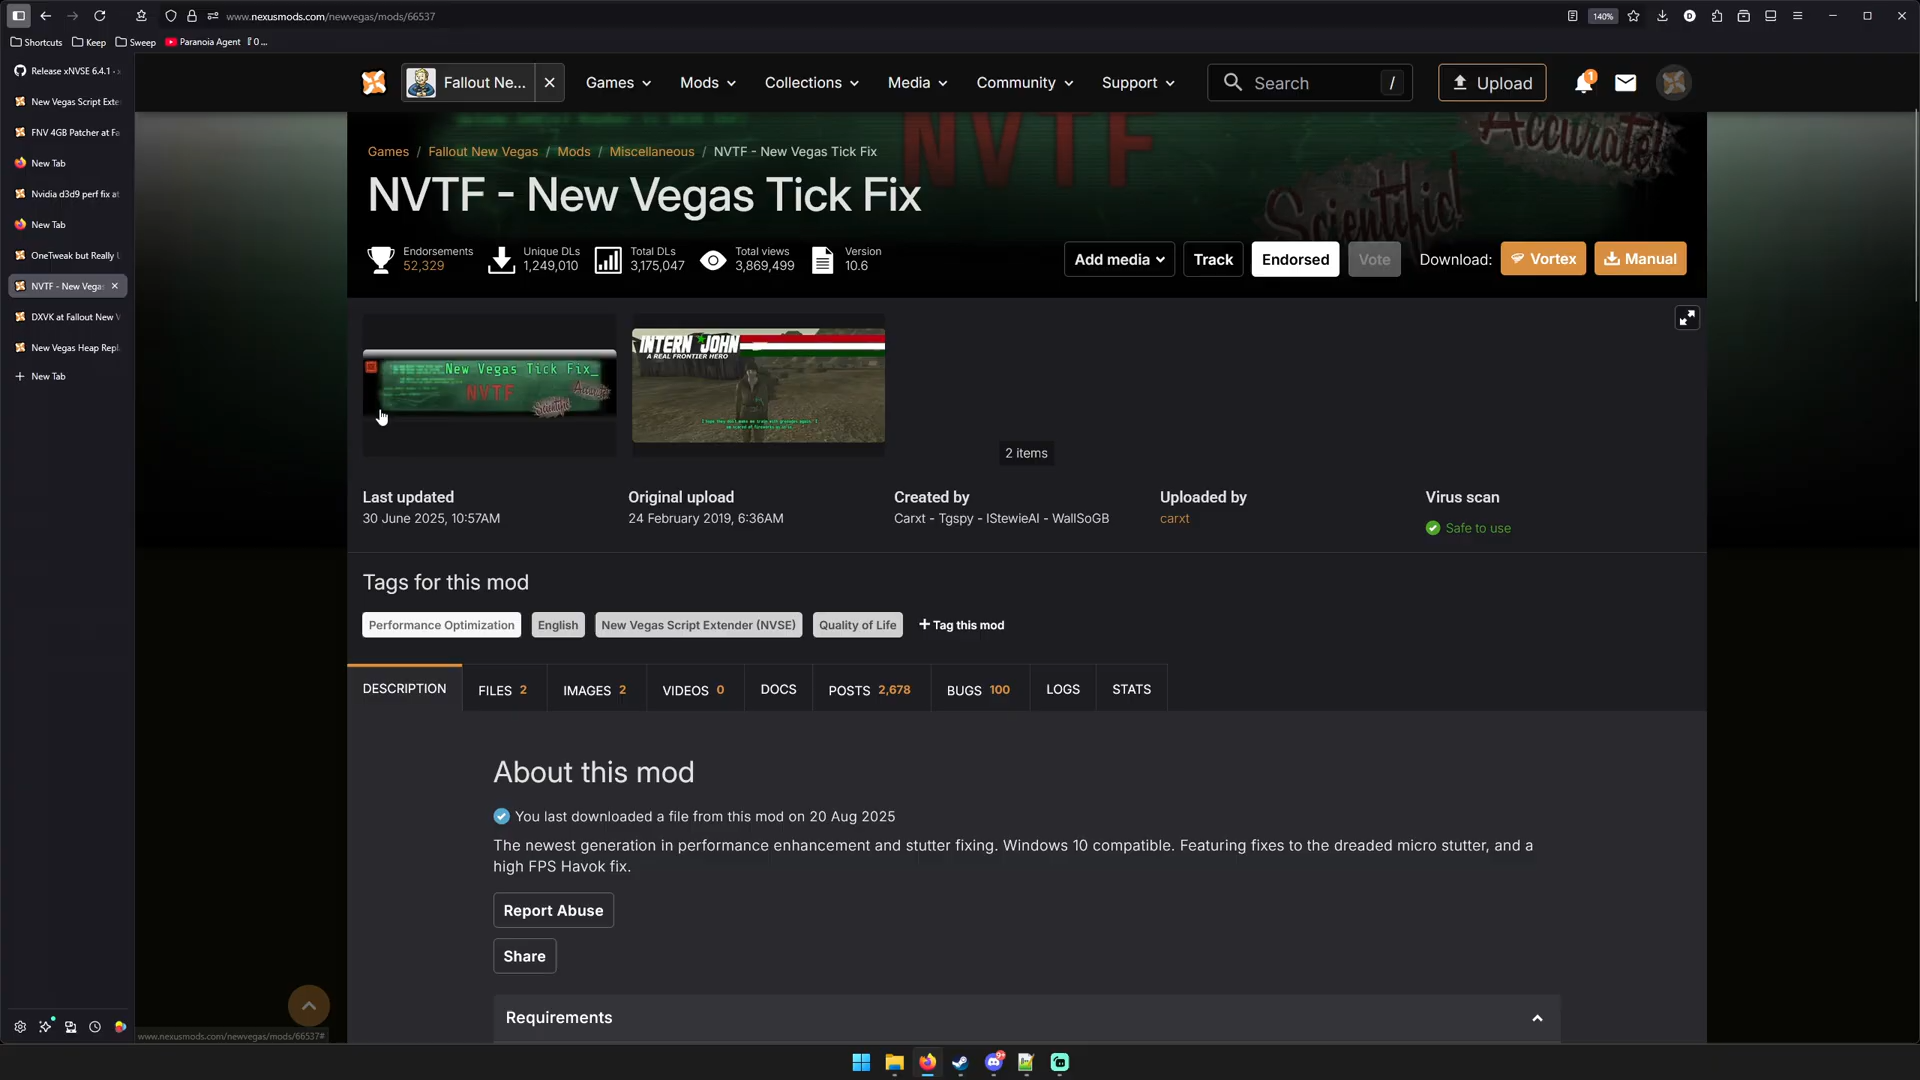 www.nexusmods.com/newvegas/mods/66537
140%
Shortcuts
Keep
Sweep
Paranoia Agent
Release xNVSE 6.4.1 -
New Vegas Script Exte
FNV 4GB Patcher at Fa
New Tab
Nvidia d3d9 perf fix at
New Tab
OneTweak but Really U
NVTF - New Vegas
DXVK at Fallout New V
New Vegas Heap Repl
New Tab
Fallout Ne...
Games
Mods
Collections
Media
Community
Support
Search
/
Upload
1
Games / Fallout New Vegas / Mods / Miscellaneous / NVTF - New Vegas Tick Fix
NVTF
Accurate!
Scientific!
NVTF - New Vegas Tick Fix
Endorsements
52,329
Unique DLs
1,249,010
Total DLs
3,175,047
Total views
3,869,499
Version
10.6
Add media
Track
Endorsed
Vote
Download:
Vortex
Manual
New Vegas Tick Fix_
NVTF
Accurate!
Scientific!
INTERN JOHN
A REAL FRONTIER HERO
2 items
Last updated
30 June 2025, 10:57AM
Original upload
24 February 2019, 6:36AM
Created by
Carxt - Tgspy - IStewieAI - WallSoGB
Uploaded by
carxt
Virus scan
Safe to use
Tags for this mod
Performance Optimization
English
New Vegas Script Extender (NVSE)
Quality of Life
Tag this mod
DESCRIPTION
FILES 2
IMAGES 2
VIDEOS 0
DOCS
POSTS 2,678
BUGS 100
LOGS
STATS
About this mod
You last downloaded a file from this mod on 20 Aug 2025
The newest generation in performance enhancement and stutter fixing. Windows 10 compatible. Featuring fixes to the dreaded micro stutter, and a
high FPS Havok fix.
Report Abuse
Share
Requirements
www.nexusmods.com/newvegas/mods/66537#
9+